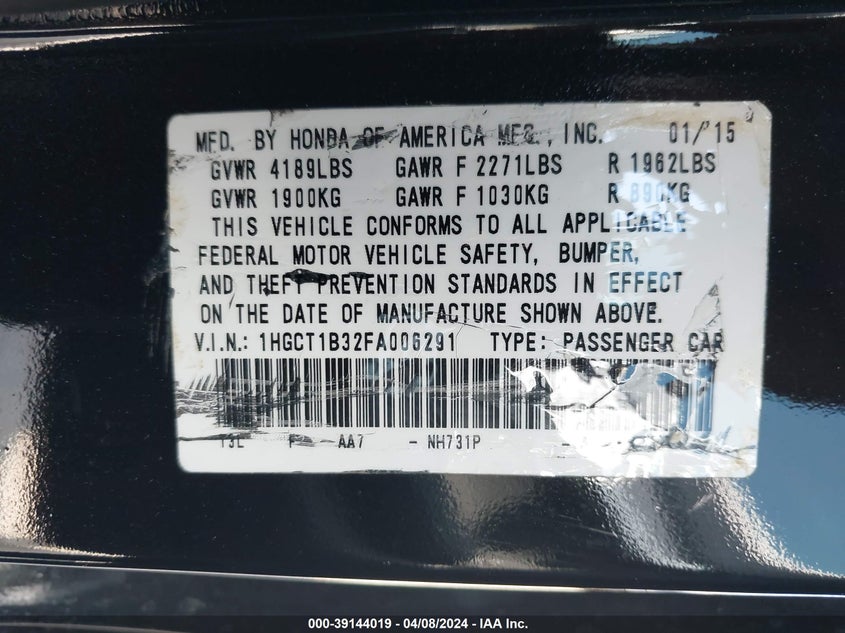 MFD. BY HONDA OF AMERICA MFG., INC. 01/15
GVWR 4189LBS GAWR F 2271LBS R 1962LBS
GVWR 1900KG GAWR F 1030KG R 890KG
THIS VEHICLE CONFORMS TO ALL APPLICABLE
FEDERAL MOTOR VEHICLE SAFETY, BUMPER,
AND THEFT PREVENTION STANDARDS IN EFFECT
ON THE DATE OF MANUFACTURE SHOWN ABOVE.
V.I.N.: 1HGCT1B32FA006291 TYPE: PASSENGER CAR
T3L F AA7 - NH731P -
000-39144019 - 04/08/2024 - IAA Inc.